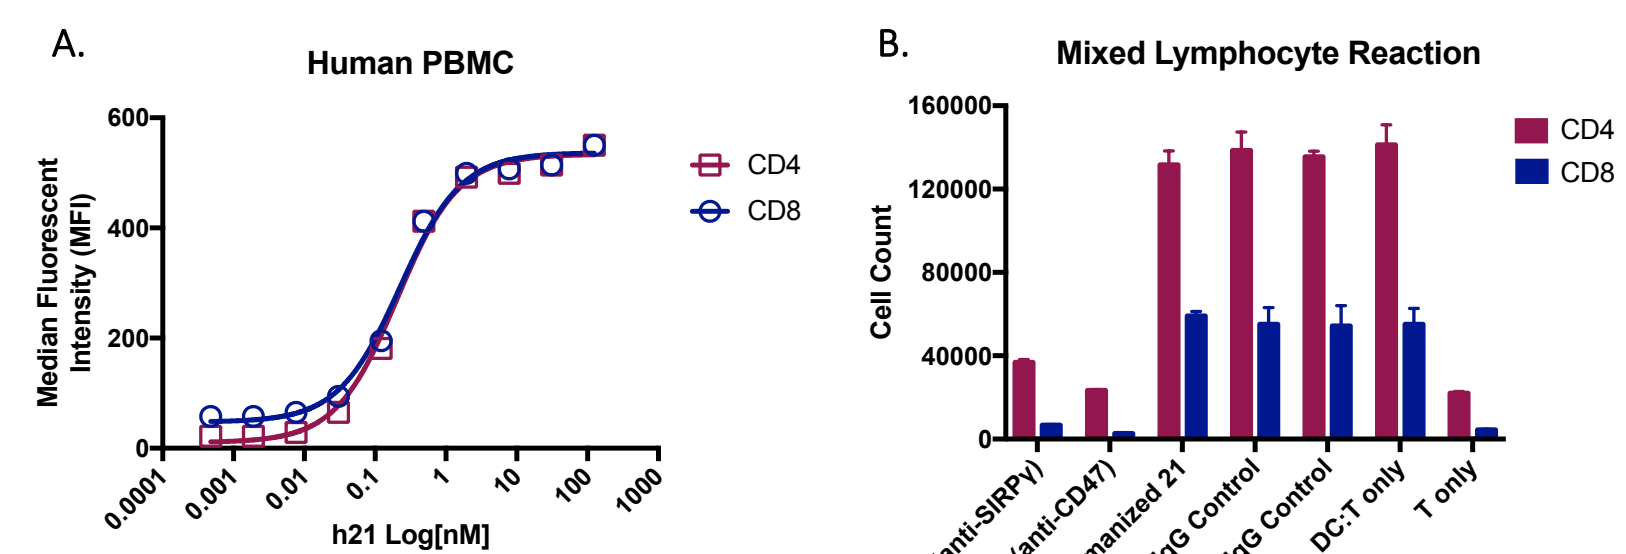 A.
Human PBMC
600
400
200
0
Median Fluorescent
Intensity (MFI)
0.0001
0.001
0.01
0.1
1
10
100
1000
h21 Log[nM]
CD4
CD8
B.
Mixed Lymphocyte Reaction
160000
120000
80000
40000
0
Cell Count
anti-SIRPγ)
(anti-CD47)
21
IgG Control
IgG Control
DC:T only
T only
CD4
CD8